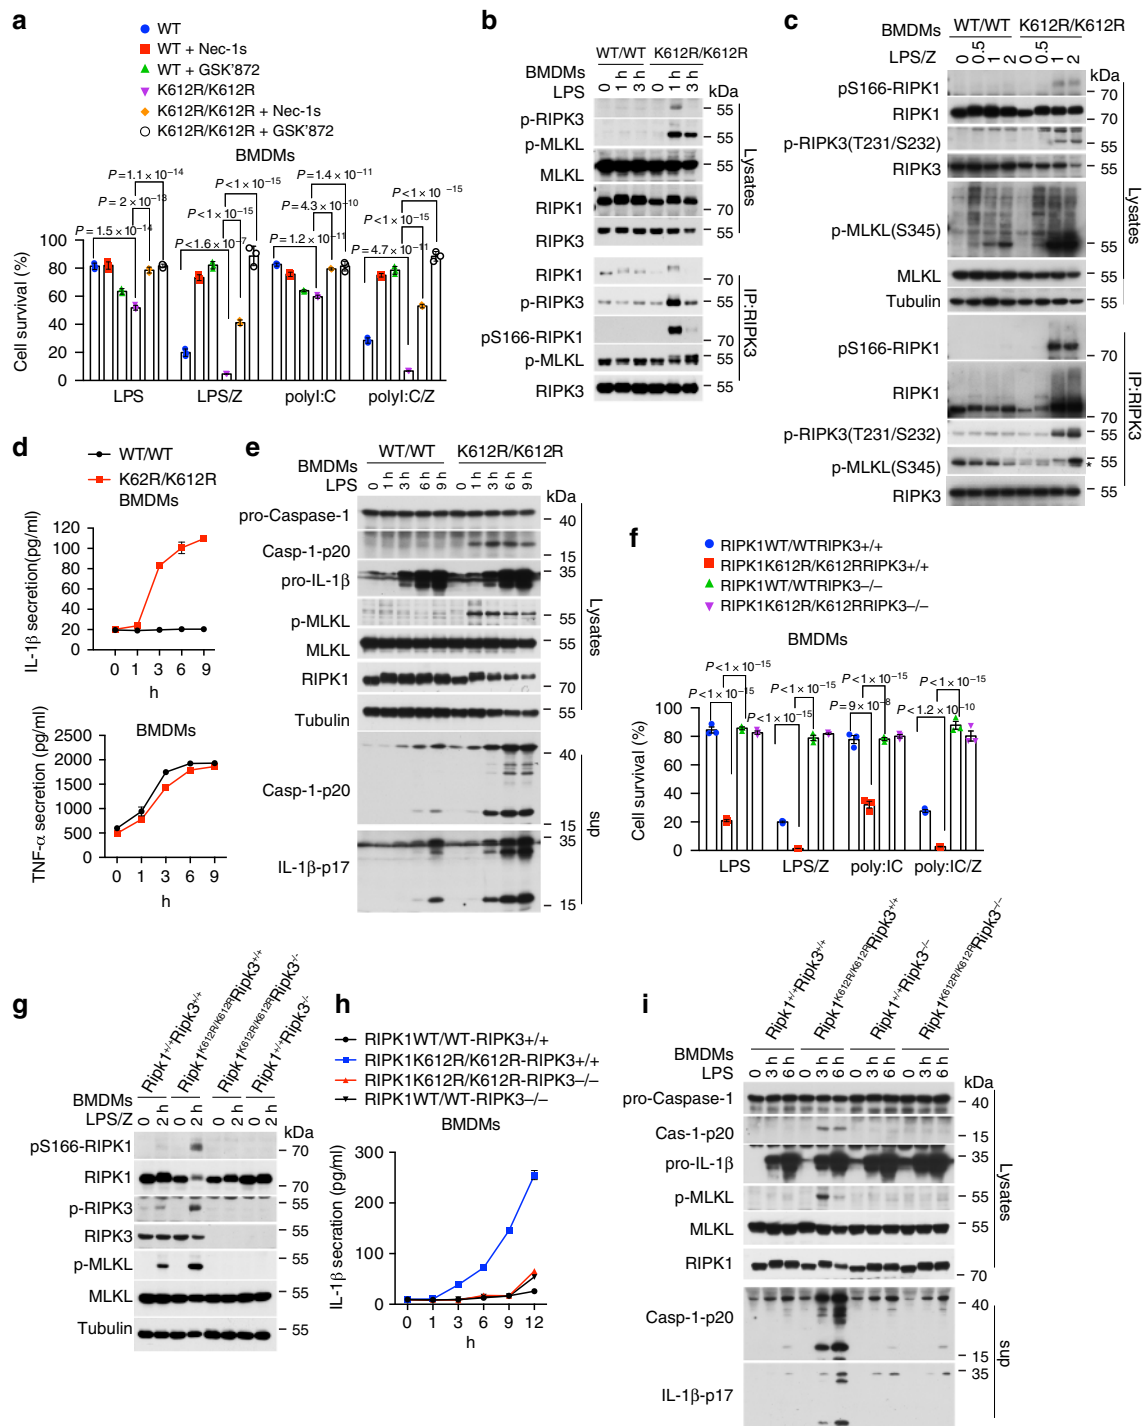 a
WT
WT + Nec-1s
WT + GSK'872
K612R/K612R
K612R/K612R + Nec-1s
K612R/K612R + GSK'872
BMDMs
P = 1.1 × 10⁻¹⁴
P = 2 × 10⁻¹³
P = 1.5 × 10⁻¹⁴
P < 1 × 10⁻¹⁵
P < 1 × 10⁻¹⁵
P < 1.6 × 10⁻⁷
P = 1.4 × 10⁻¹¹
P = 4.3 × 10⁻¹⁰
P = 1.2 × 10⁻¹¹
P < 1 × 10 ⁻¹⁵
P < 1 × 10⁻¹⁵
P = 4.7 × 10⁻¹¹
Cell survival (%)
100
80
60
40
20
0
LPS LPS/Z polyI:C polyI:C/Z
b
WT/WT K612R/K612R
BMDMs
LPS 0 1 h 3 h 0 1 h 3 h kDa
p-RIPK3 55
p-MLKL 55
MLKL 55
RIPK1 70
RIPK3 55
Lysates
RIPK1 70
p-RIPK3 55
pS166-RIPK1 70
p-MLKL 55
RIPK3 55
IP:RIPK3
c
BMDMs WT/WT K612R/K612R
LPS/Z 0 0.5 1 2 0 0.5 1 2 kDa
pS166-RIPK1 70
RIPK1
p-RIPK3(T231/S232) 55
RIPK3 55
p-MLKL(S345) 55
MLKL 55
Tubulin 55
Lysates
pS166-RIPK1 70
RIPK1 70
p-RIPK3(T231/S232) 55
p-MLKL(S345) 55 *
RIPK3 55
IP:RIPK3
d
WT/WT
K62R/K612R
BMDMs
IL-1β secretion(pg/ml)
120
100
80
60
40
20
0
0 1 3 6 9
h
BMDMs
TNF-α secretion (pg/ml)
2500
2000
1500
1000
500
0
0 1 3 6 9
h
e
WT/WT K612R/K612R
BMDMs
LPS 0 1 h 3 h 6 h 9 h 0 1 h 3 h 6 h 9 h
kDa
pro-Caspase-1 40
Casp-1-p20 15
pro-IL-1β 35
p-MLKL 55
MLKL 55
RIPK1 70
Tubulin 55
Lysates
40
Casp-1-p20
15
35
IL-1β-p17
15
sup
f
RIPK1WT/WTRIPK3+/+
RIPK1K612R/K612RRIPK3+/+
RIPK1WT/WTRIPK3–/–
RIPK1K612R/K612RRIPK3–/–
BMDMs
P < 1 × 10⁻¹⁵
P < 1 × 10⁻¹⁵
P < 1 × 10⁻¹⁵
P < 1 × 10⁻¹⁵
P < 1 × 10⁻¹⁵
P = 9 × 10⁻⁸
P < 1 × 10⁻¹⁵
P < 1.2 × 10⁻¹⁰
Cell survival (%)
100
80
60
40
20
0
LPS LPS/Z poly:IC poly:IC/Z
g
Ripk1⁺/⁺Ripk3⁺/⁺
Ripk1ᴷ⁶¹²ᴿ/ᴷ⁶¹²ᴿRipk3⁺/⁺
Ripk1ᴷ⁶¹²ᴿ/ᴷ⁶¹²ᴿRipk3⁻/⁻
Ripk1⁺/⁺Ripk3⁻/⁻
BMDMs
LPS/Z 0 2 h 0 2 h 0 2 h 0 2 h
kDa
pS166-RIPK1 70
RIPK1 70
p-RIPK3 55
RIPK3 55
p-MLKL 55
MLKL 55
Tubulin 55
h
RIPK1WT/WT-RIPK3+/+
RIPK1K612R/K612R-RIPK3+/+
RIPK1K612R/K612R-RIPK3–/–
RIPK1WT/WT-RIPK3–/–
BMDMs
IL-1β secration (pg/ml)
300
200
100
0
0 1 3 6 9 12
h
i
Ripk1⁺/⁺Ripk3⁺/⁺
Ripk1ᴷ⁶¹²ᴿ/ᴷ⁶¹²ᴿRipk3⁺/⁺
Ripk1⁺/⁺Ripk3⁻/⁻
Ripk1ᴷ⁶¹²ᴿ/ᴷ⁶¹²ᴿRipk3⁻/⁻
BMDMs
LPS 0 3 h 6 h 0 3 h 6 h 0 3 h 6 h 0 3 h 6 h
kDa
pro-Caspase-1 40
Cas-1-p20 15
pro-IL-1β 35
p-MLKL 55
MLKL 55
RIPK1 70
Lysates
Casp-1-p20 40
15
35
IL-1β-p17
sup